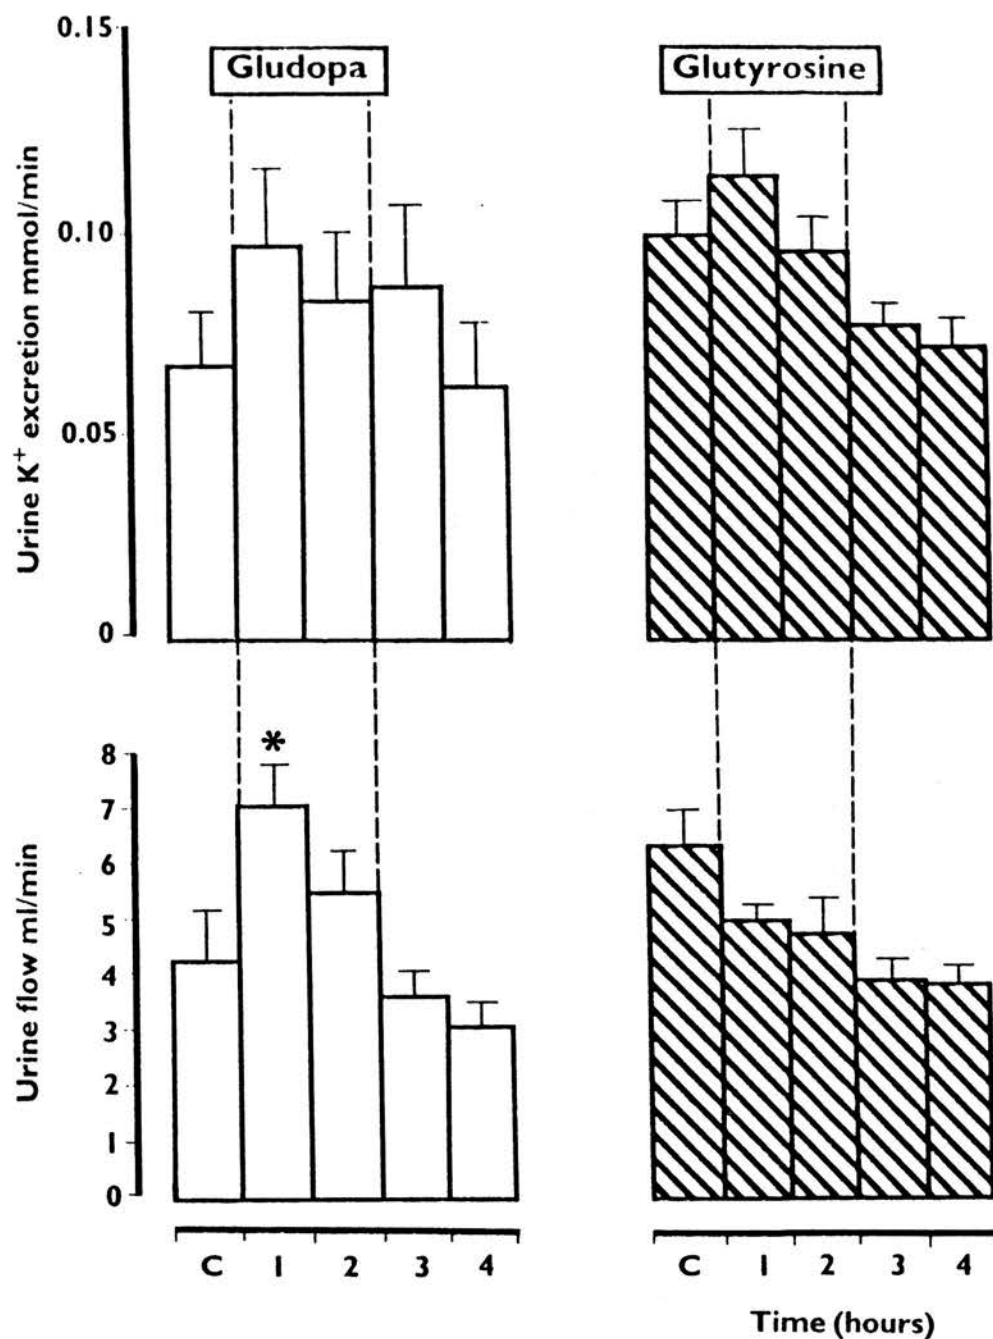 Urine K⁺ excretion mmol/min
0.15
0.10
0.05
0
Gludopa
Glutyrosine
Urine flow ml/min
8
7
6
5
4
3
2
1
0
*
C 1 2 3 4
C 1 2 3 4
Time (hours)